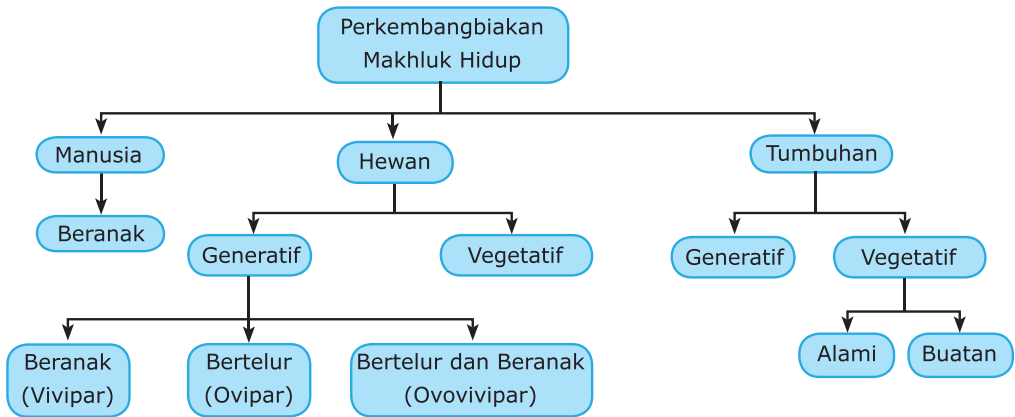 Perkembangbiakan
Makhluk Hidup
Manusia
Hewan
Tumbuhan
Beranak
Generatif
Vegetatif
Generatif
Vegetatif
Beranak
(Vivipar)
Bertelur
(Ovipar)
Bertelur dan Beranak
(Ovovivipar)
Alami
Buatan